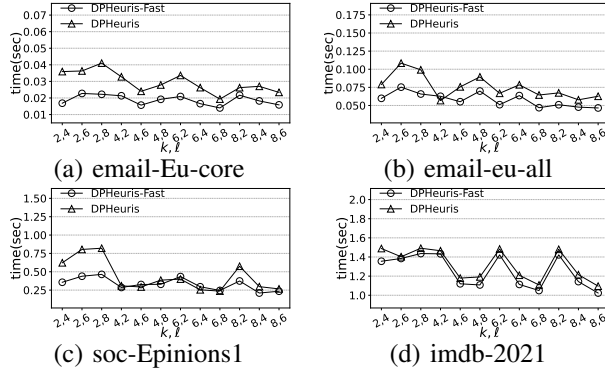 0.07
0.06
0.05
0.04
0.03
0.02
0.01
time(sec)
DPHeuris-Fast
DPHeuris
2,4 2,6 2,8 4,2 4,6 4,8 6,2 6,4 6,8 8,2 8,4 8,6
k, ℓ
(a) email-Eu-core
0.175
0.150
0.125
0.100
0.075
0.050
time(sec)
DPHeuris-Fast
DPHeuris
2,4 2,6 2,8 4,2 4,6 4,8 6,2 6,4 6,8 8,2 8,4 8,6
k, ℓ
(b) email-eu-all
1.50
1.25
1.00
0.75
0.50
0.25
time(sec)
DPHeuris-Fast
DPHeuris
2,4 2,6 2,8 4,2 4,6 4,8 6,2 6,4 6,8 8,2 8,4 8,6
k, ℓ
(c) soc-Epinions1
2.0
1.8
1.6
1.4
1.2
1.0
time(sec)
DPHeuris-Fast
DPHeuris
2,4 2,6 2,8 4,2 4,6 4,8 6,2 6,4 6,8 8,2 8,4 8,6
k, ℓ
(d) imdb-2021